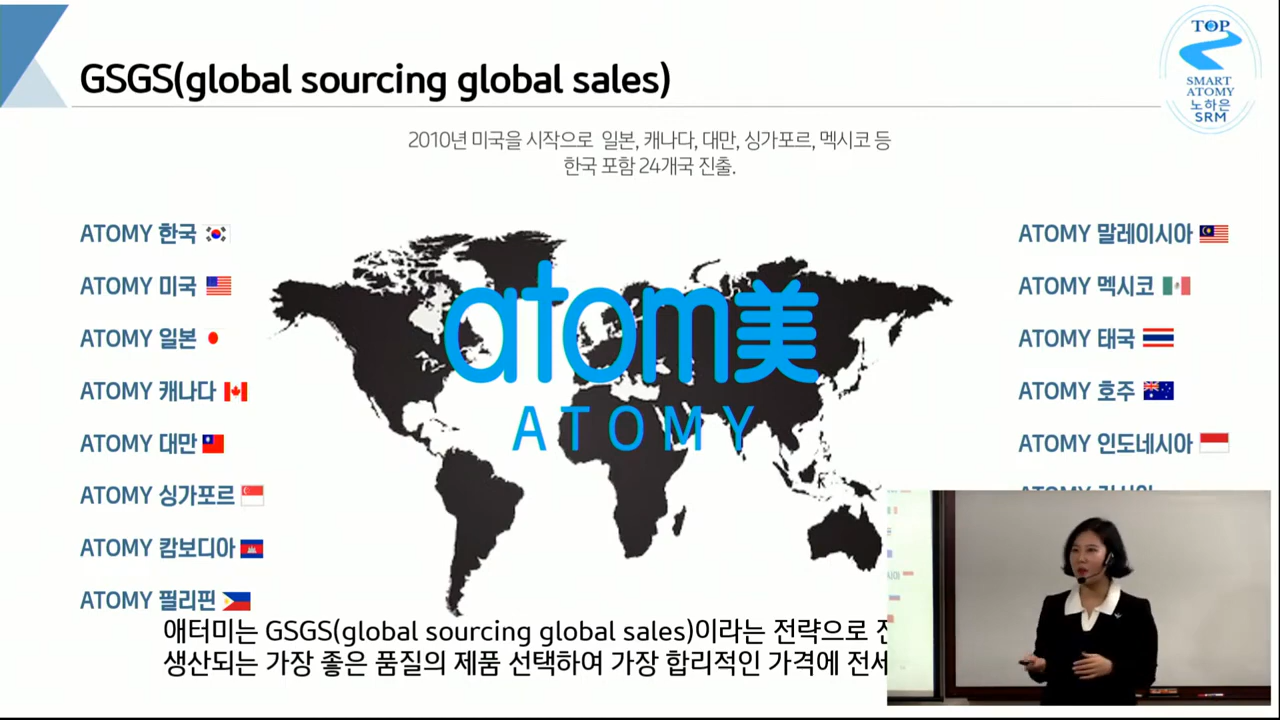 GSGS(global sourcing global sales)
TOP
SMART
ATOMY
노하은
SRM
2010년 미국을 시작으로 일본, 캐나다, 대만, 싱가포르, 멕시코 등
한국 포함 24개국 진출.
ATOMY 한국
ATOMY 미국
ATOMY 일본
ATOMY 캐나다
ATOMY 대만
ATOMY 싱가포르
ATOMY 캄보디아
ATOMY 필리핀
atom美
ATOMY
ATOMY 말레이시아
ATOMY 멕시코
ATOMY 태국
ATOMY 호주
ATOMY 인도네시아
애터미는 GSGS(global sourcing global sales)이라는 전략으로
생산되는 가장 좋은 품질의 제품 선택하여 가장 합리적인 가격에